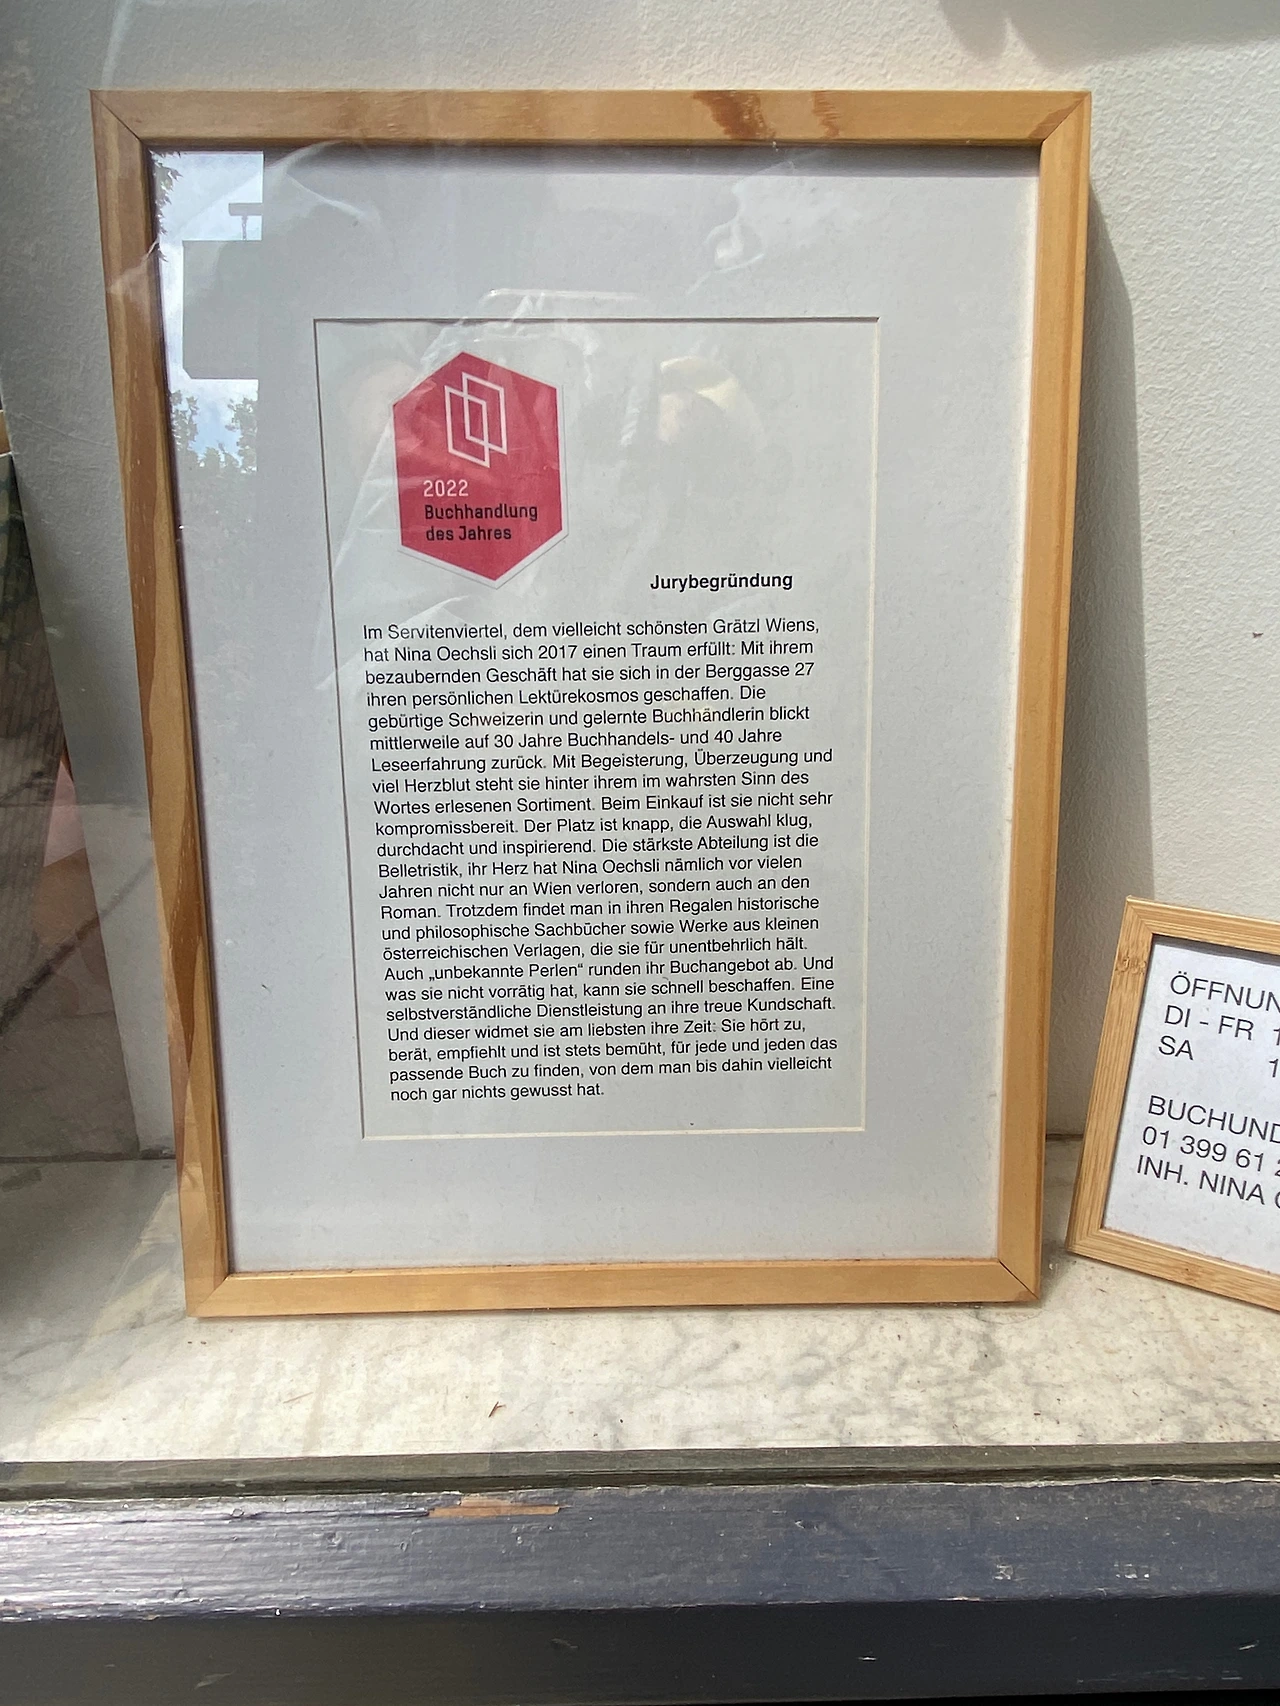 2022
Buchhandlung
des Jahres
Jurybegründung
Im Servitenviertel, dem vielleicht schönsten Grätzl Wiens,
hat Nina Oechsli sich 2017 einen Traum erfüllt: Mit ihrem
bezaubernden Geschäft hat sie sich in der Berggasse 27
ihren persönlichen Lektürekosmos geschaffen. Die
gebürtige Schweizerin und gelernte Buchhändlerin blickt
mittlerweile auf 30 Jahre Buchhandels- und 40 Jahre
Leseerfahrung zurück. Mit Begeisterung, Überzeugung und
viel Herzblut steht sie hinter ihrem im wahrsten Sinn des
Wortes erlesenen Sortiment. Beim Einkauf ist sie nicht sehr
kompromissbereit. Der Platz ist knapp, die Auswahl klug,
durchdacht und inspirierend. Die stärkste Abteilung ist die
Belletristik, ihr Herz hat Nina Oechsli nämlich vor vielen
Jahren nicht nur an Wien verloren, sondern auch an den
Roman. Trotzdem findet man in ihren Regalen historische
und philosophische Sachbücher sowie Werke aus kleinen
österreichischen Verlagen, die sie für unentbehrlich hält.
Auch „unbekannte Perlen“ runden ihr Buchangebot ab. Und
was sie nicht vorrätig hat, kann sie schnell beschaffen. Eine
selbstverständliche Dienstleistung an ihre treue Kundschaft.
Und dieser widmet sie am liebsten ihre Zeit: Sie hört zu,
berät, empfiehlt und ist stets bemüht, für jede und jeden das
passende Buch zu finden, von dem man bis dahin vielleicht
noch gar nichts gewusst hat.
ÖFFNUN
DI - FR 1
SA 1
BUCHUND
01 399 61
INH. NINA